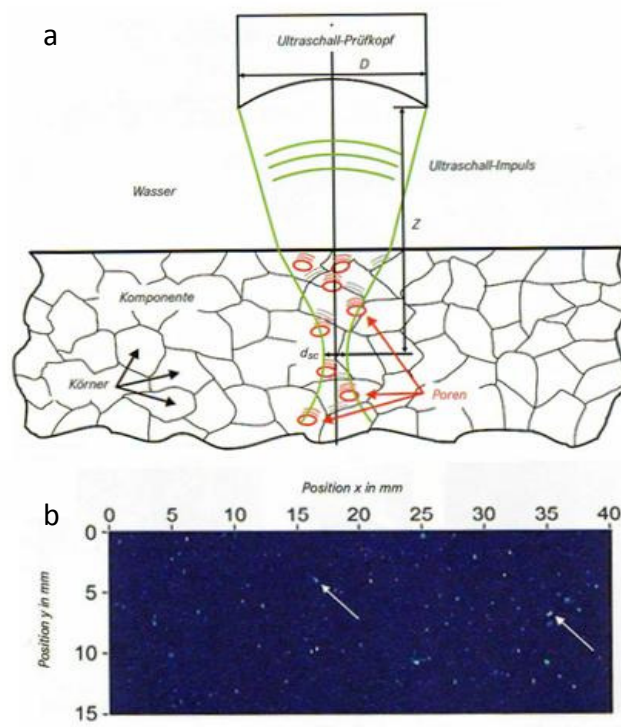 a
Ultraschall-Prüfkopf
D
Ultraschall-Impuls
Wasser
Z
Komponente
d_sc
Körner
Poren
b
Position x in mm
0 5 10 15 20 25 30 35 40
Position y in mm
0
5
10
15